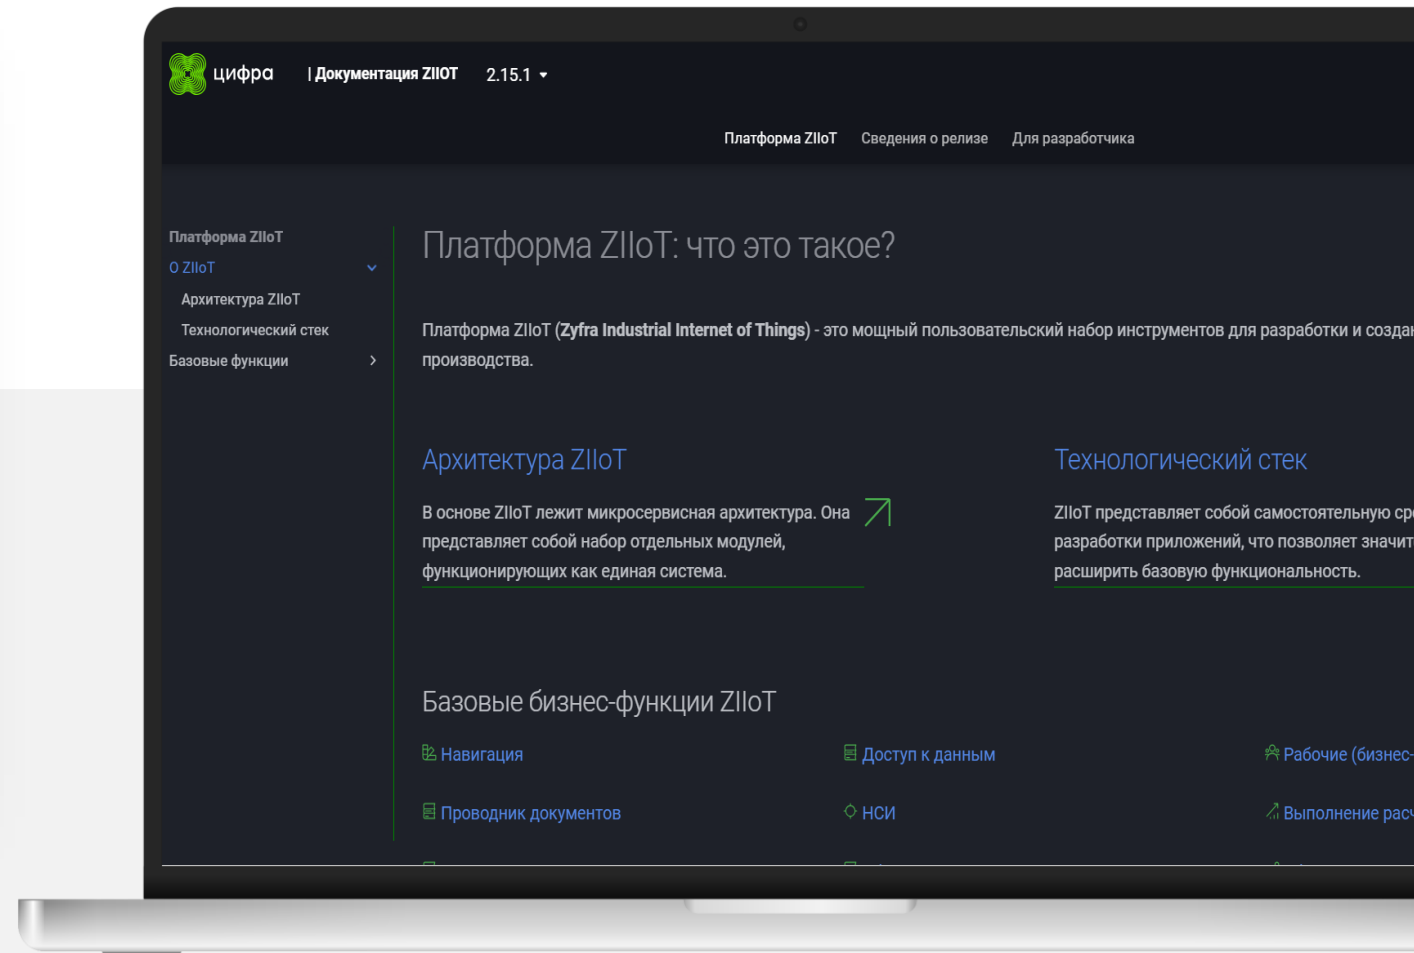 цифра | Документация ZIIOT 2.15.1
Платформа ZIIoT Сведения о релизе Для разработчика
Платформа ZIIoT
О ZIIoT
Архитектура ZIIoT
Технологический стек
Базовые функции
Платформа ZIIoT: что это такое?
Платформа ZIIoT (Zyfra Industrial Internet of Things) - это мощный пользовательский набор инструментов для разработки и
производства.
Архитектура ZIIoT
В основе ZIIoT лежит микросервисная архитектура. Она
представляет собой набор отдельных модулей,
функционирующих как единая система.
Технологический стек
ZIIoT представляет собой самостоятельную
разработки приложений, что позволяет
расширить базовую функциональность.
Базовые бизнес-функции ZIIoT
Навигация
Доступ к данным
Рабочие (бизнес-
Проводник документов
НСИ
Выполнение